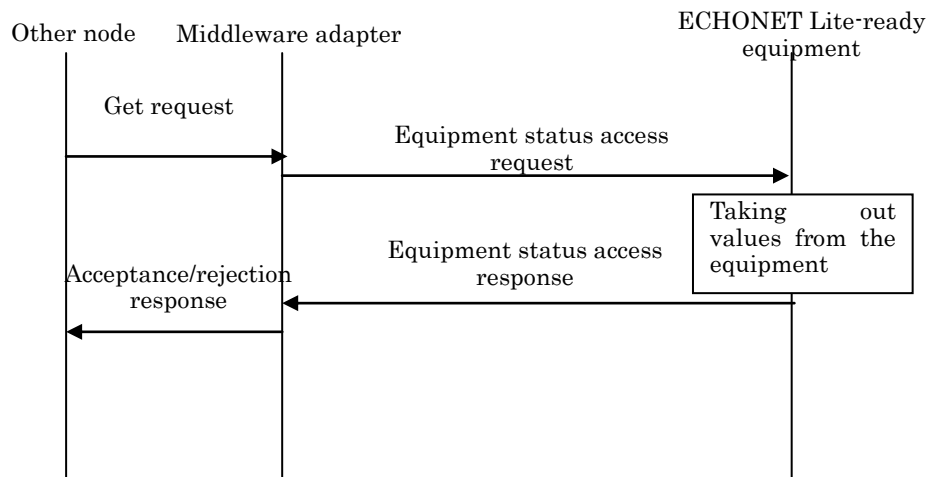 Other node
Middleware adapter
ECHONET Lite-ready
equipment
Get request
Equipment status access
request
Taking out
values from the
equipment
Equipment status access
response
Acceptance/rejection
response